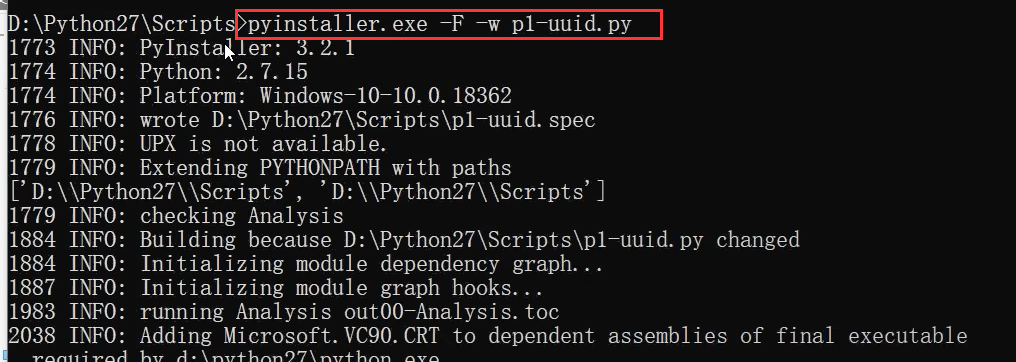 D:\Python27\Scripts>pyinstaller.exe -F -w p1-uuid.py
1773 INFO: PyInstaller: 3.2.1
1774 INFO: Python: 2.7.15
1774 INFO: Platform: Windows-10-10.0.18362
1776 INFO: wrote D:\Python27\Scripts\p1-uuid.spec
1778 INFO: UPX is not available.
1779 INFO: Extending PYTHONPATH with paths
['D:\\Python27\\Scripts', 'D:\\Python27\\Scripts']
1779 INFO: checking Analysis
1884 INFO: Building because D:\Python27\Scripts\p1-uuid.py changed
1884 INFO: Initializing module dependency graph...
1887 INFO: Initializing module graph hooks...
1983 INFO: running Analysis out00-Analysis.toc
2038 INFO: Adding Microsoft.VC90.CRT to dependent assemblies of final executable
required by d:\python27\python.exe